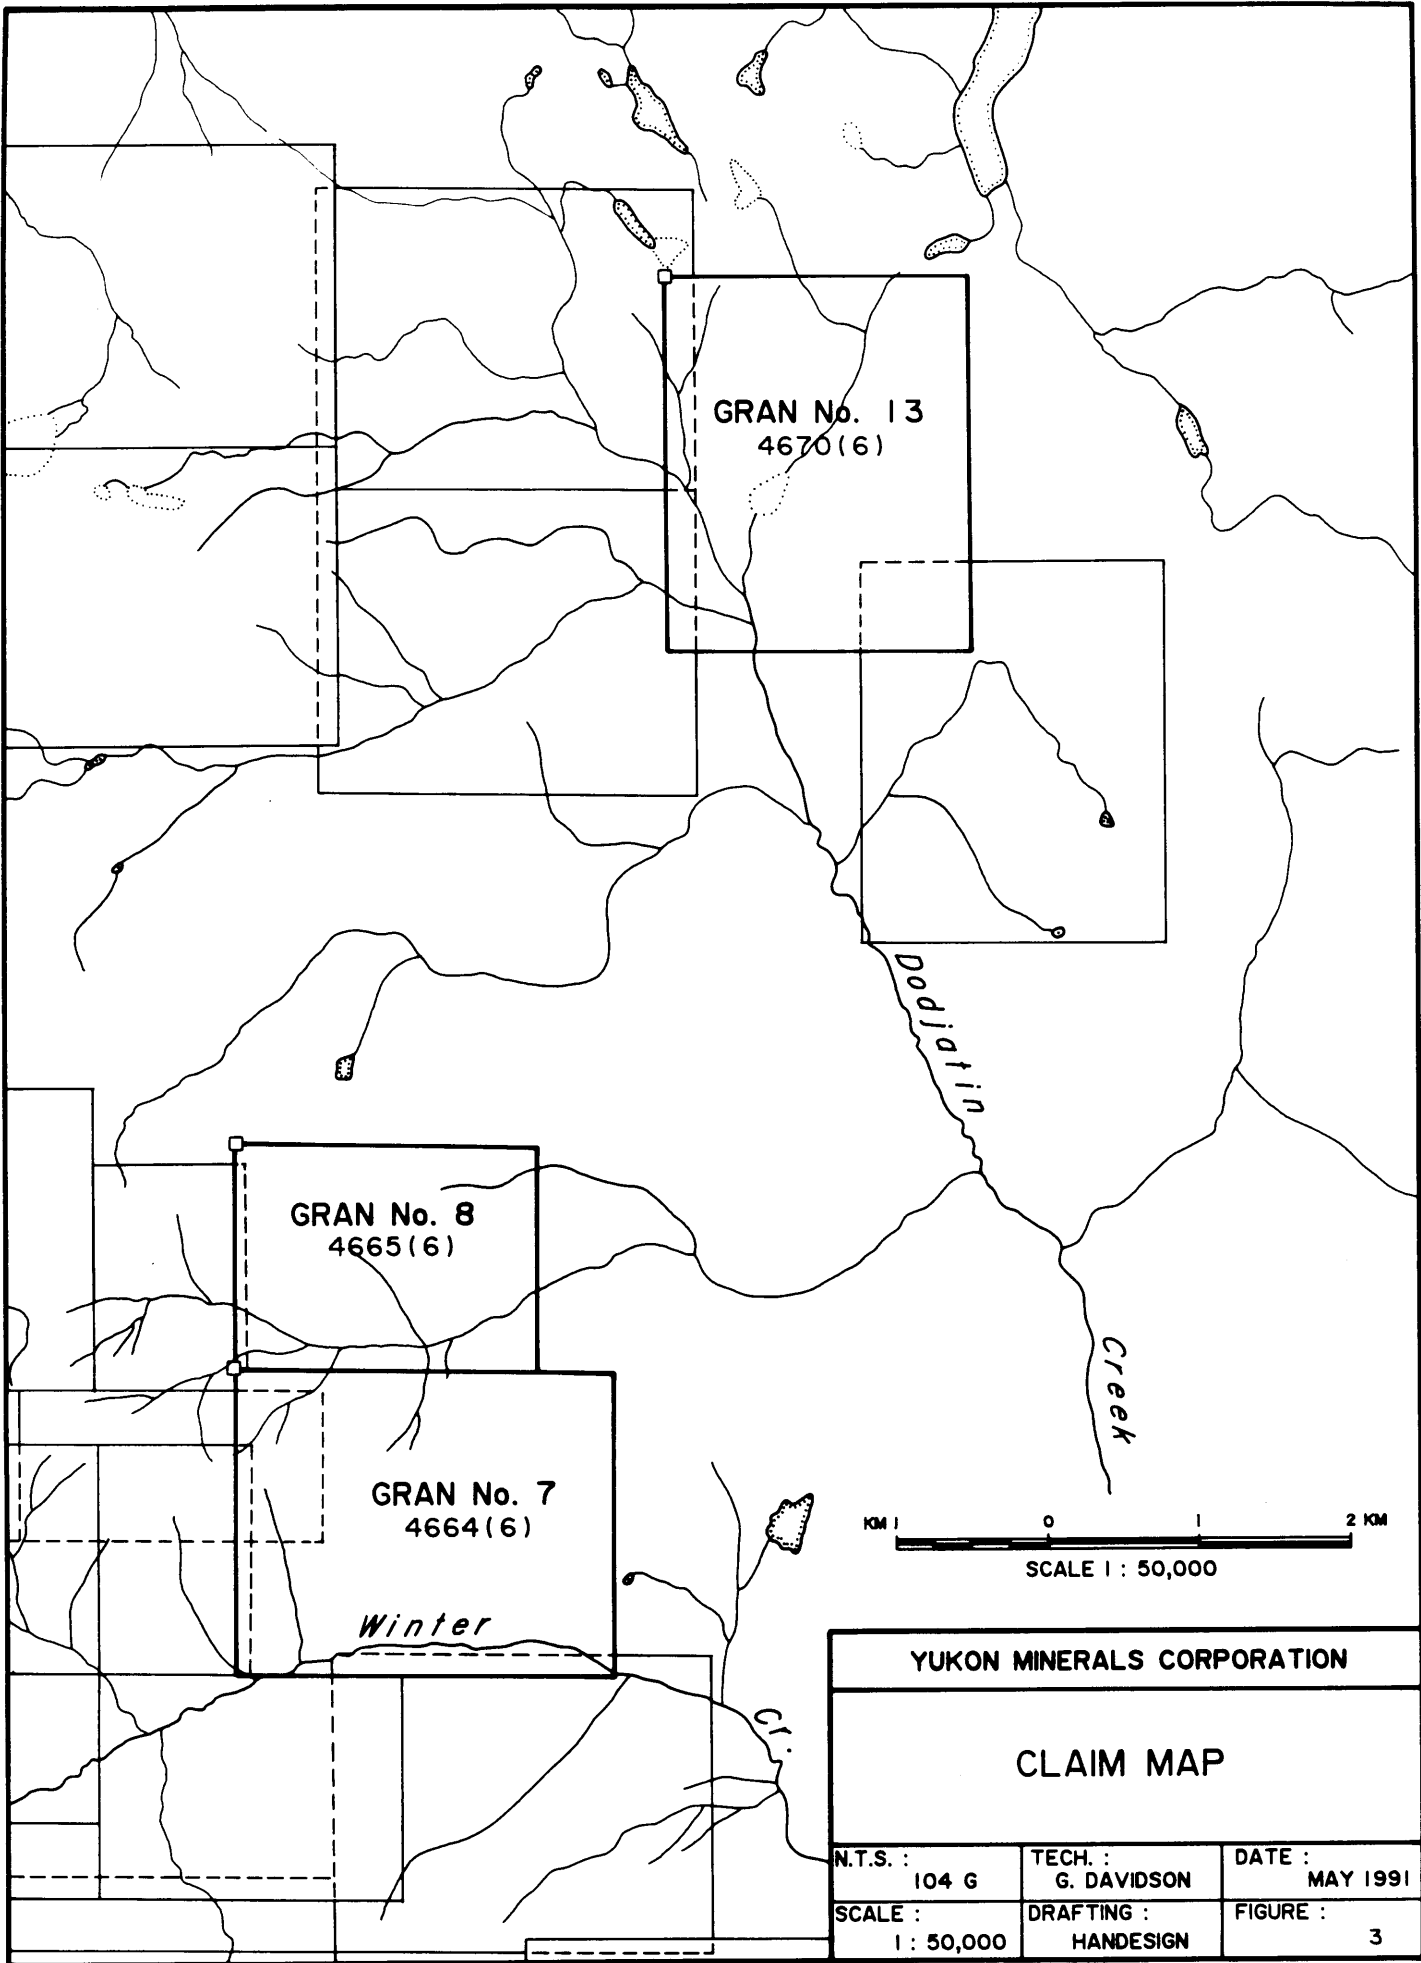 GRAN No. 13
4670(6)
Dodjatin
Creek
GRAN No. 8
4665(6)
GRAN No. 7
4664(6)
Winter
Cr.
KM 1 0 1 2 KM
SCALE 1 : 50,000
YUKON MINERALS CORPORATION
CLAIM MAP
N.T.S. :
104 G
TECH. :
G. DAVIDSON
DATE :
MAY 1991
SCALE :
1 : 50,000
DRAFTING :
HANDESIGN
FIGURE :
3